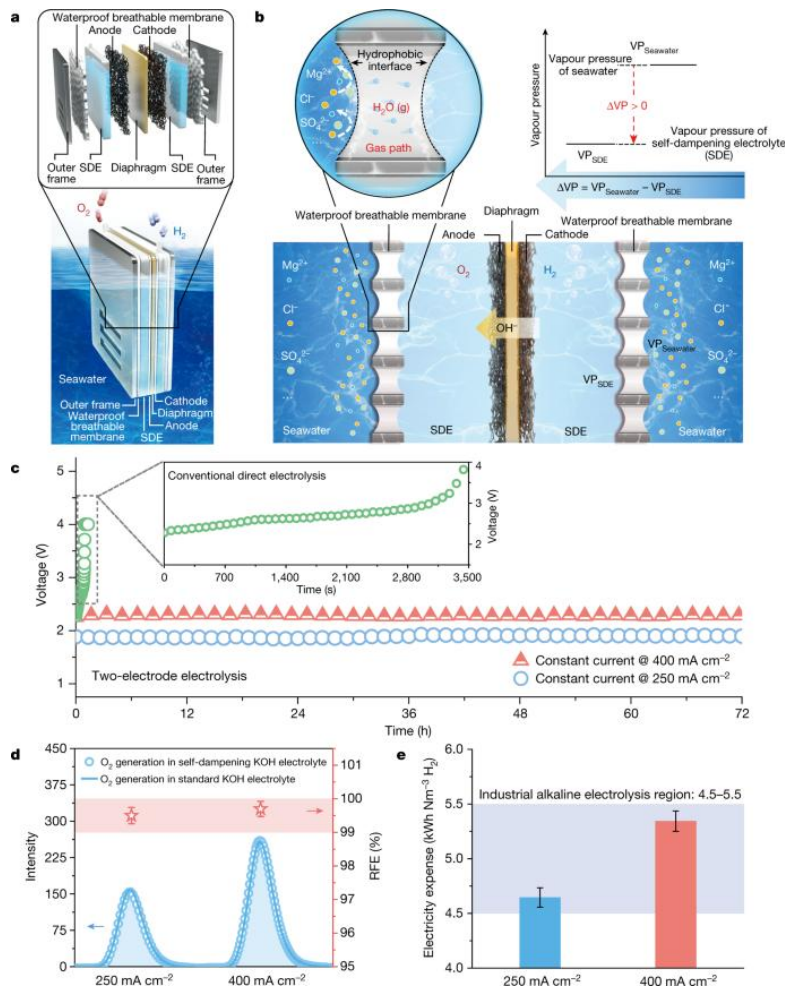 a
Waterproof breathable membrane
Anode Cathode
Outer frame
SDE
Diaphragm
SDE
Outer frame
O₂
H₂
Seawater
Outer frame
Waterproof breathable membrane
SDE
Cathode
Diaphragm
Anode
b
Hydrophobic interface
Mg²⁺
Cl⁻
SO₄²⁻
H₂O (g)
Gas path
Vapour pressure
Vapour pressure of seawater
VP_Seawater
ΔVP > 0
VP_SDE
Vapour pressure of self-dampening electrolyte (SDE)
ΔVP = VP_Seawater − VP_SDE
Waterproof breathable membrane
Diaphragm
Anode
Cathode
Waterproof breathable membrane
Mg²⁺
Cl⁻
SO₄²⁻
...
Seawater
O₂
H₂
OH⁻
SDE
SDE
VP_SDE
VP_Seawater
Mg²⁺
Cl⁻
SO₄²⁻
...
Seawater
c
Voltage (V)
5
4
3
2
1
Conventional direct electrolysis
Voltage (V)
4
3
2
0 700 1,400 2,100 2,800 3,500
Time (s)
Two-electrode electrolysis
Constant current @ 400 mA cm⁻²
Constant current @ 250 mA cm⁻²
0 12 24 36 48 60 72
Time (h)
d
Intensity
450
375
300
225
150
75
0
O₂ generation in self-dampening KOH electrolyte
O₂ generation in standard KOH electrolyte
101
100
99
98
97
96
95
RFE (%)
250 mA cm⁻² 400 mA cm⁻²
e
Electricity expense (kWh Nm⁻³ H₂)
6.0
5.5
5.0
4.5
4.0
Industrial alkaline electrolysis region: 4.5–5.5
250 mA cm⁻² 400 mA cm⁻²